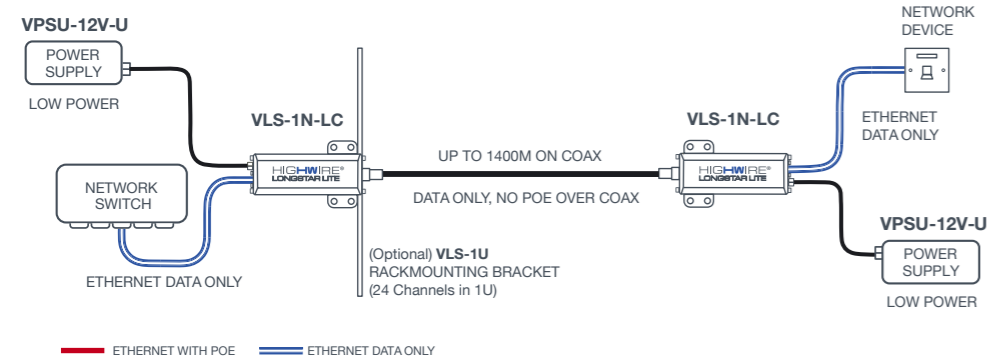 VPSU-12V-U
POWER
SUPPLY
LOW POWER
VLS-1N-LC
HIGHWIRE®
LONGSTAR LITE
NETWORK
SWITCH
ETHERNET DATA ONLY
UP TO 1400M ON COAX
DATA ONLY, NO POE OVER COAX
(Optional) VLS-1U
RACKMOUNTING BRACKET
(24 Channels in 1U)
VLS-1N-LC
HIGHWIRE®
LONGSTAR LITE
NETWORK
DEVICE
ETHERNET
DATA ONLY
VPSU-12V-U
POWER
SUPPLY
LOW POWER
ETHERNET WITH POE
ETHERNET DATA ONLY